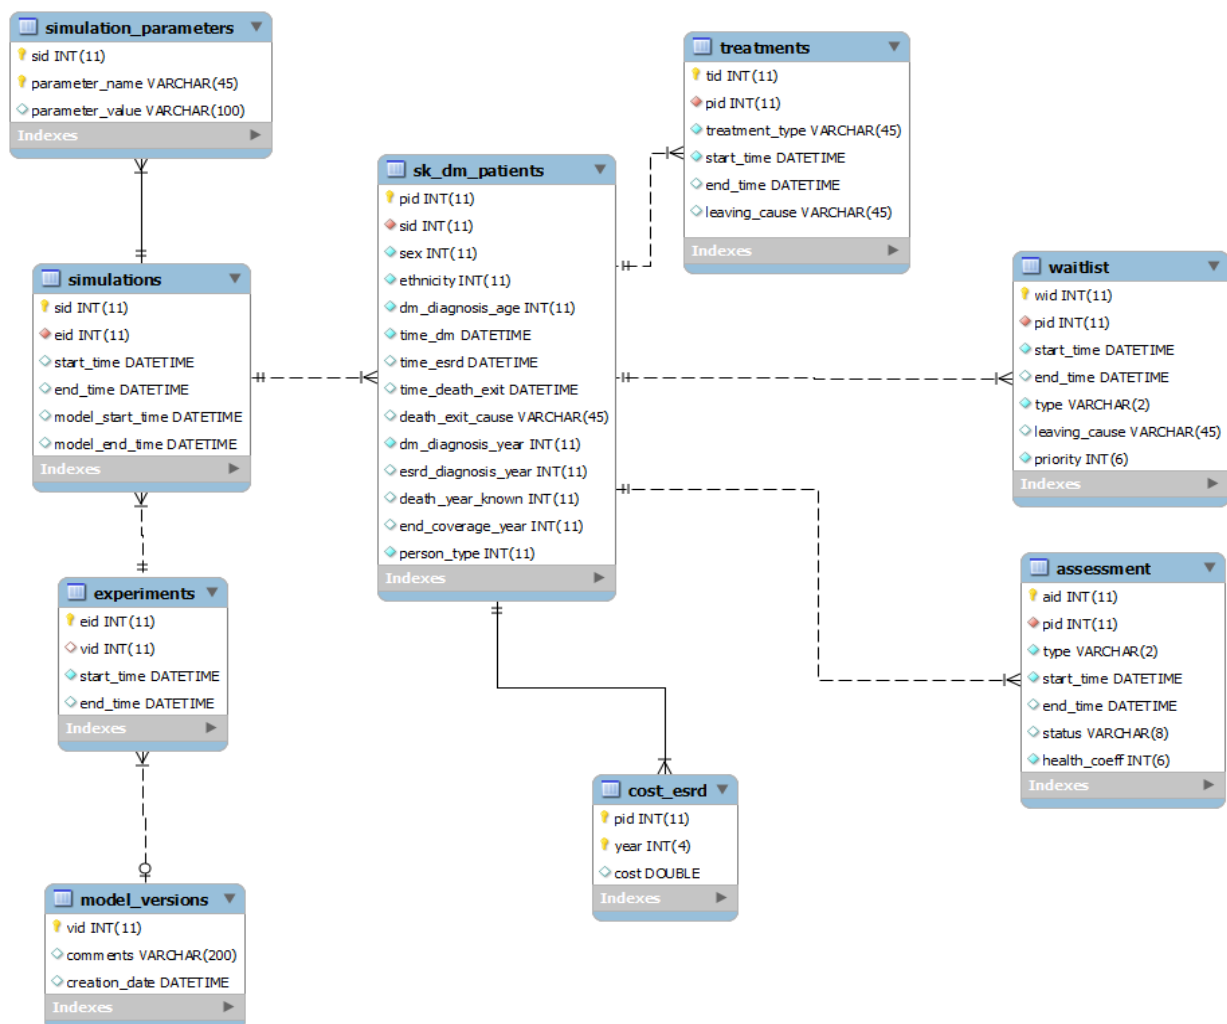 simulation_parameters
sid INT(11)
parameter_name VARCHAR(45)
parameter_value VARCHAR(100)
Indexes
treatments
tid INT(11)
pid INT(11)
treatment_type VARCHAR(45)
start_time DATETIME
end_time DATETIME
leaving_cause VARCHAR(45)
Indexes
sk_dm_patients
pid INT(11)
sid INT(11)
sex INT(11)
ethnicity INT(11)
dm_diagnosis_age INT(11)
time_dm DATETIME
time_esrd DATETIME
time_death_exit DATETIME
death_exit_cause VARCHAR(45)
dm_diagnosis_year INT(11)
esrd_diagnosis_year INT(11)
death_year_known INT(11)
end_coverage_year INT(11)
person_type INT(11)
Indexes
simulations
sid INT(11)
eid INT(11)
start_time DATETIME
end_time DATETIME
model_start_time DATETIME
model_end_time DATETIME
Indexes
waitlist
wid INT(11)
pid INT(11)
start_time DATETIME
end_time DATETIME
type VARCHAR(2)
leaving_cause VARCHAR(45)
priority INT(6)
Indexes
experiments
eid INT(11)
vid INT(11)
start_time DATETIME
end_time DATETIME
Indexes
assessment
aid INT(11)
pid INT(11)
type VARCHAR(2)
start_time DATETIME
end_time DATETIME
status VARCHAR(8)
health_coeff INT(6)
Indexes
cost_esrd
pid INT(11)
year INT(4)
cost DOUBLE
Indexes
model_versions
vid INT(11)
comments VARCHAR(200)
creation_date DATETIME
Indexes